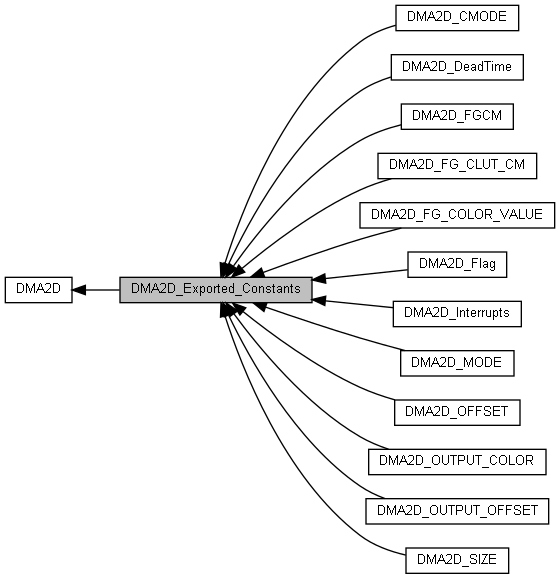 DMA2D_CMODE
DMA2D_DeadTime
DMA2D_FGCM
DMA2D_FG_CLUT_CM
DMA2D_FG_COLOR_VALUE
DMA2D_Flag
DMA2D
DMA2D_Exported_Constants
DMA2D_Interrupts
DMA2D_MODE
DMA2D_OFFSET
DMA2D_OUTPUT_COLOR
DMA2D_OUTPUT_OFFSET
DMA2D_SIZE